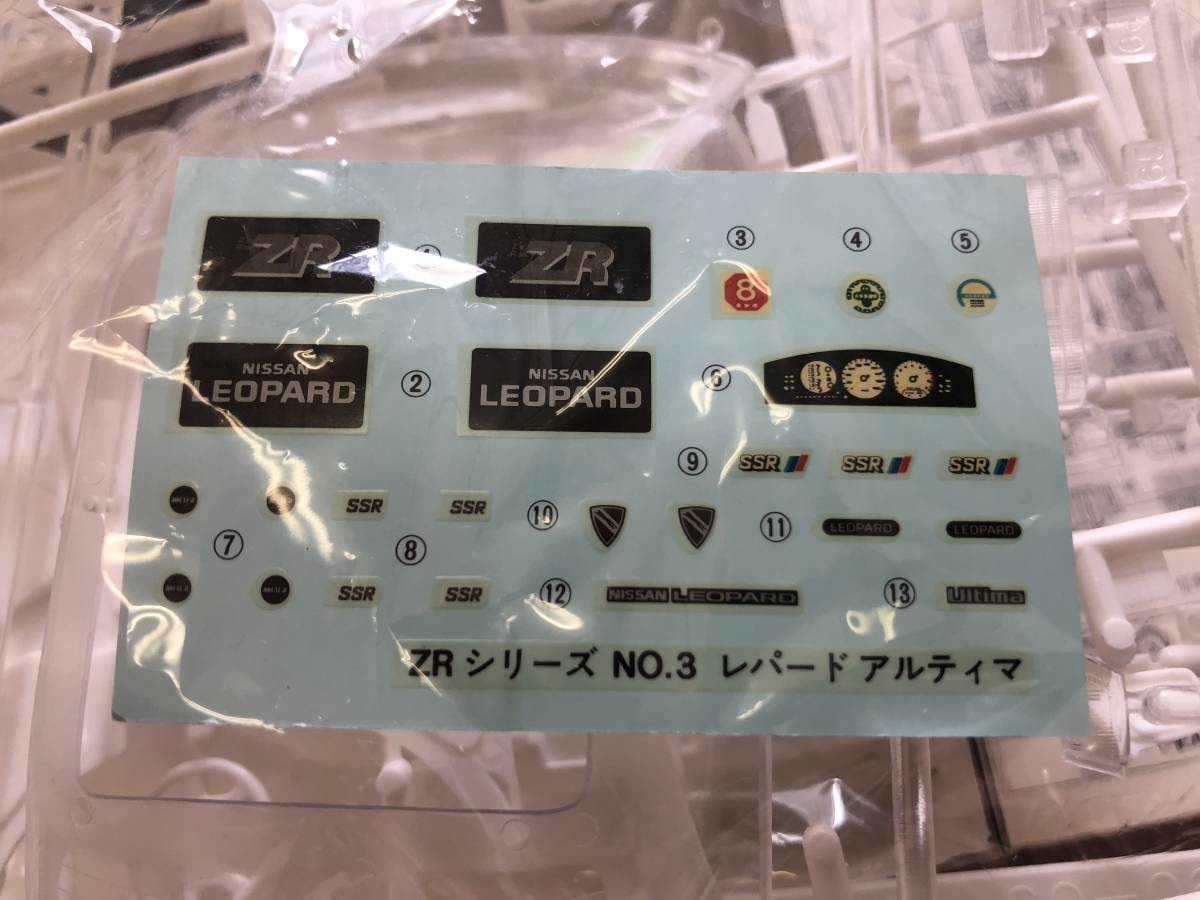 ZR
ZR
③
④
⑤
8
NISSAN
LEOPARD
②
NISSAN
LEOPARD
⑥
⑨
SSR
SSR
SSR
SSR
SSR
⑩
⑪
LEOPARD
LEOPARD
⑦
⑧
SSR
SSR
⑫
NISSAN LEOPARD
⑬
Ultima
ZR シリーズ NO.3 レパード アルティマ